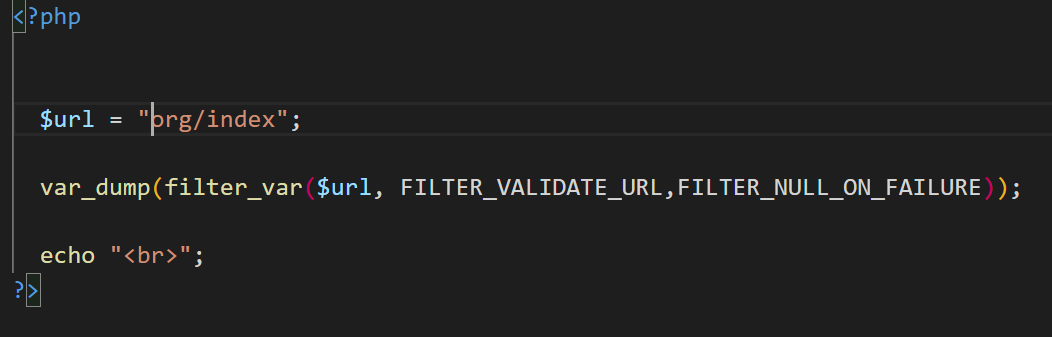 <?php
$url = "org/index";
var_dump(filter_var($url, FILTER_VALIDATE_URL,FILTER_NULL_ON_FAILURE));
echo "<br>";
?>